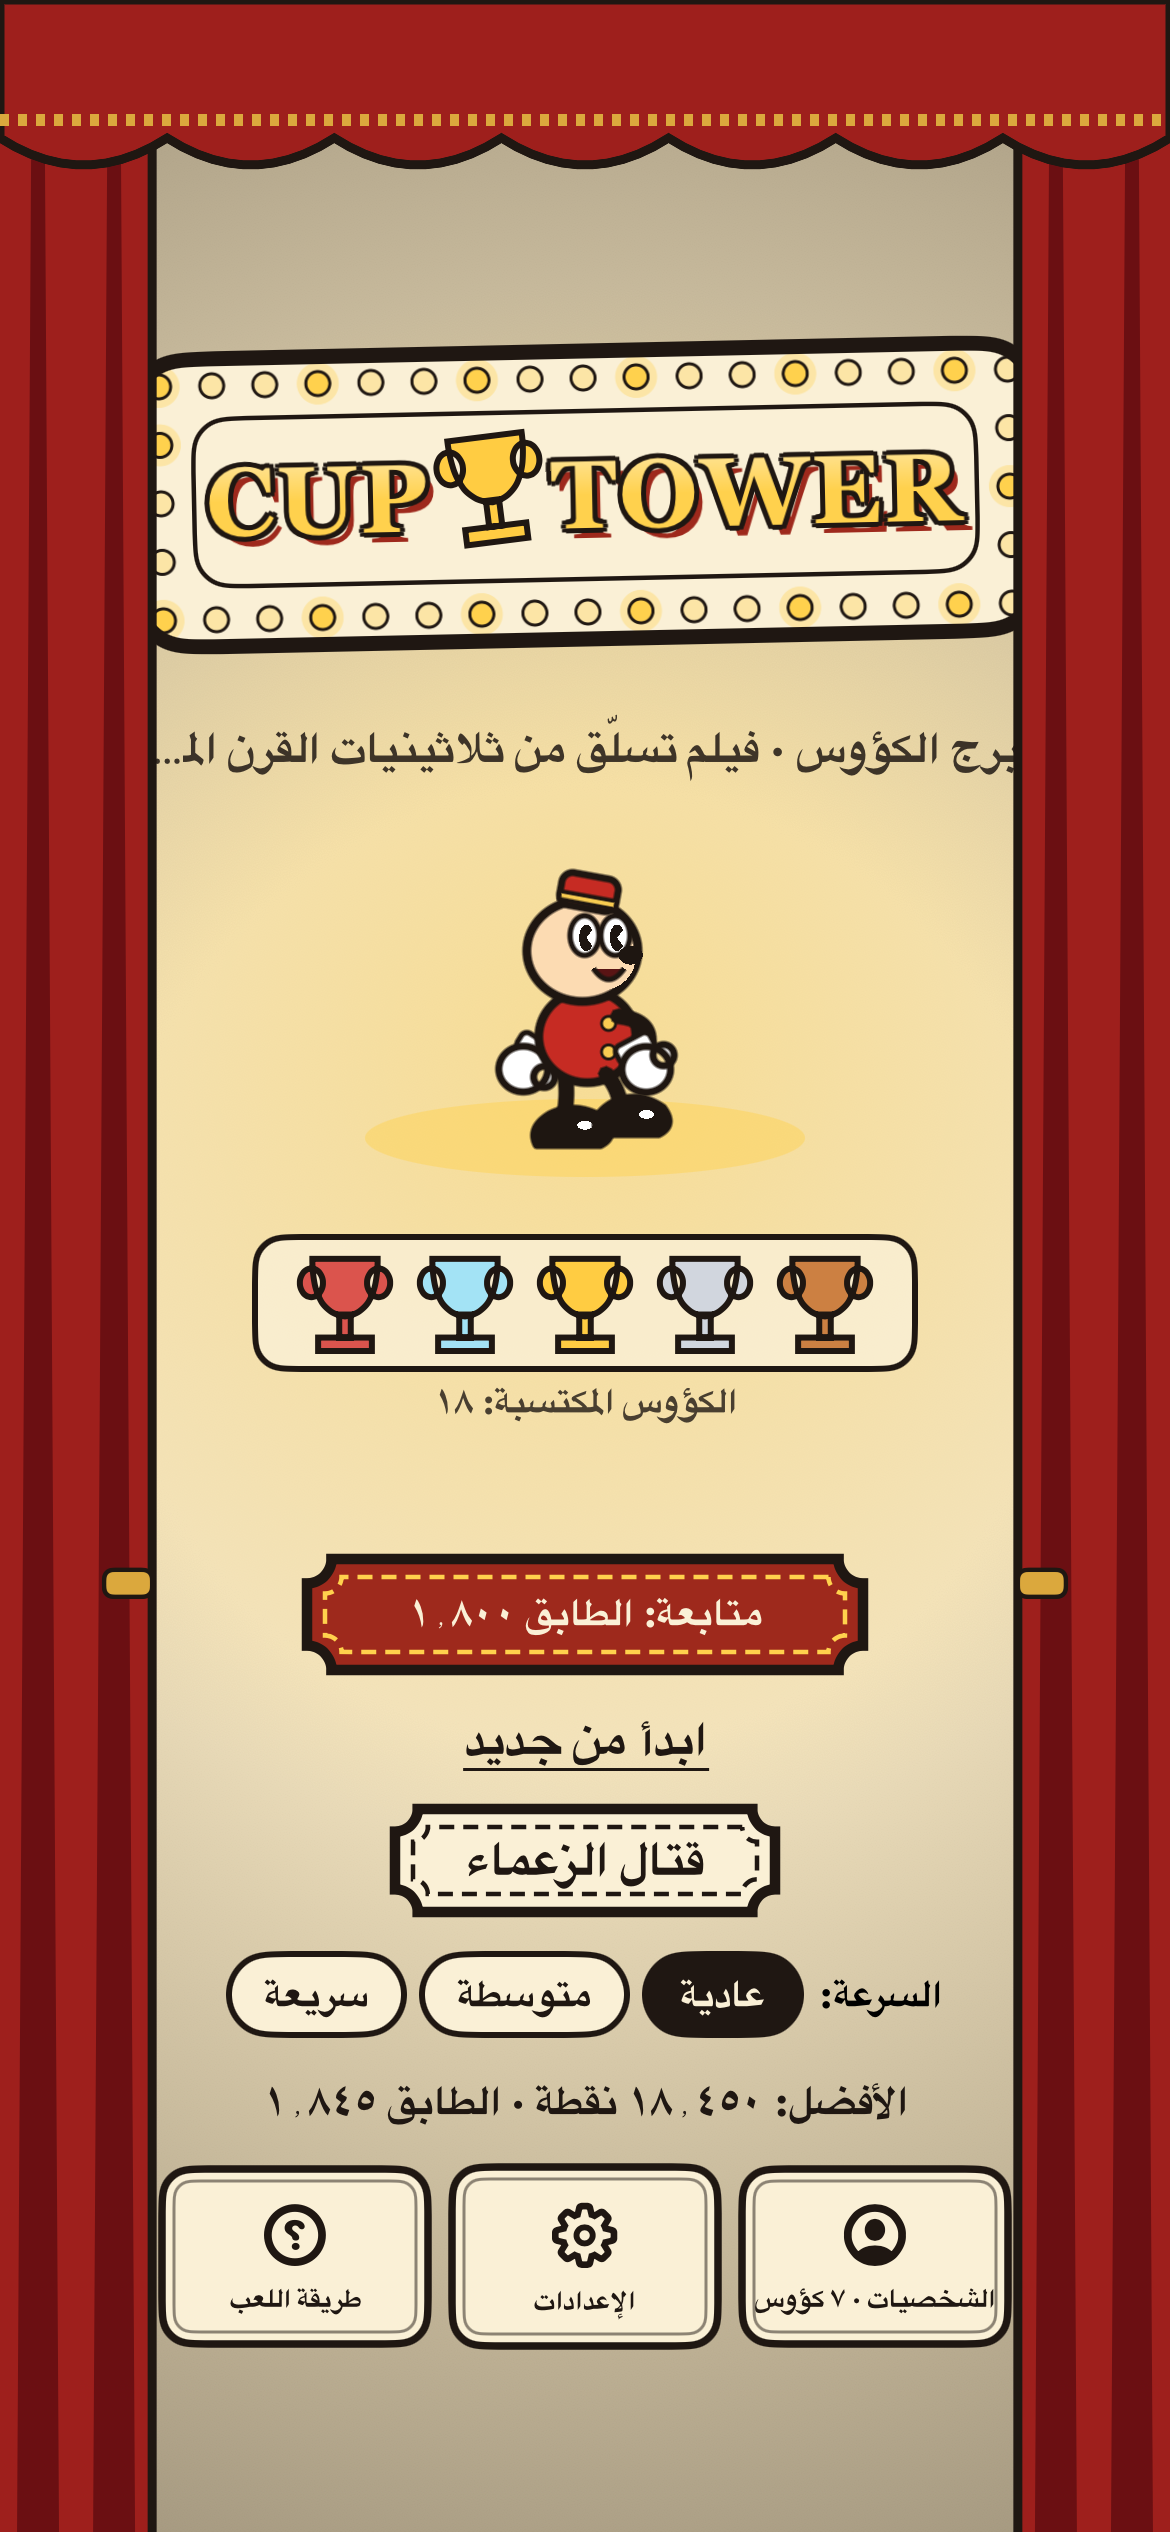 CUP TOWER
برج الكؤوس • فيلم تسلّق من ثلاثينيات القرن الـ...
الكؤوس المكتسبة: ١٨
متابعة: الطابق ١٬٨٠٠
ابدأ من جديد
قتال الزعماء
السرعة: عادية متوسطة سريعة
الأفضل: ١٨٬٤٥٠ نقطة • الطابق ١٬٨٤٥
الشخصيات • ٧ كؤوس
الإعدادات
طريقة اللعب